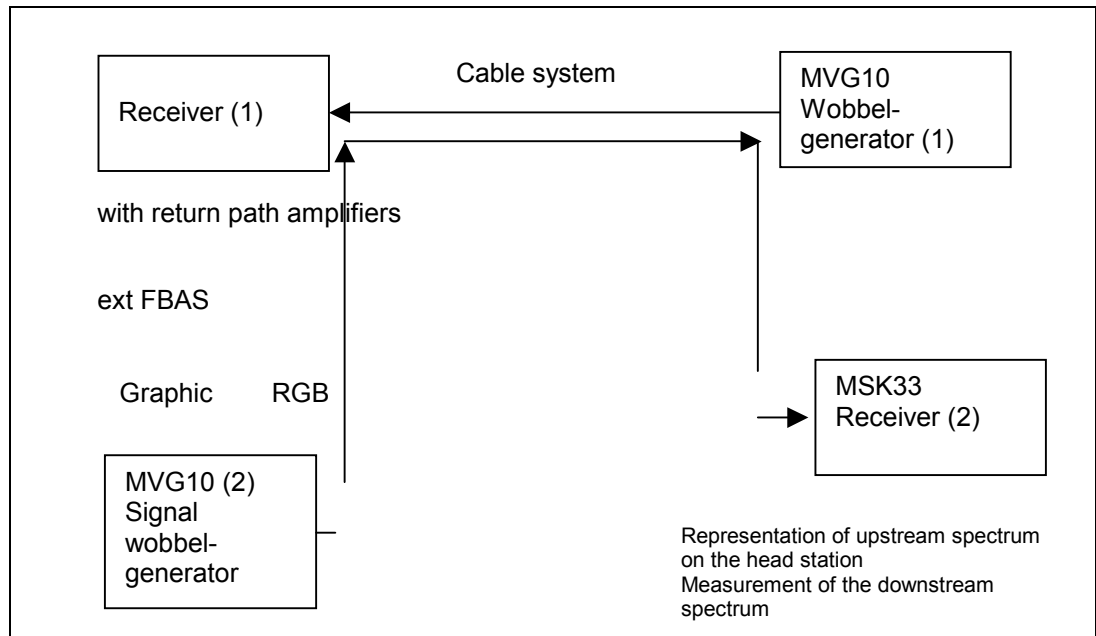 Cable system
Receiver (1)
MVG10
Wobbel-
generator (1)
with return path amplifiers
ext FBAS
Graphic RGB
MSK33
Receiver (2)
MVG10 (2)
Signal
wobbel-
generator
Representation of upstream spectrum
on the head station
Measurement of the downstream
spectrum